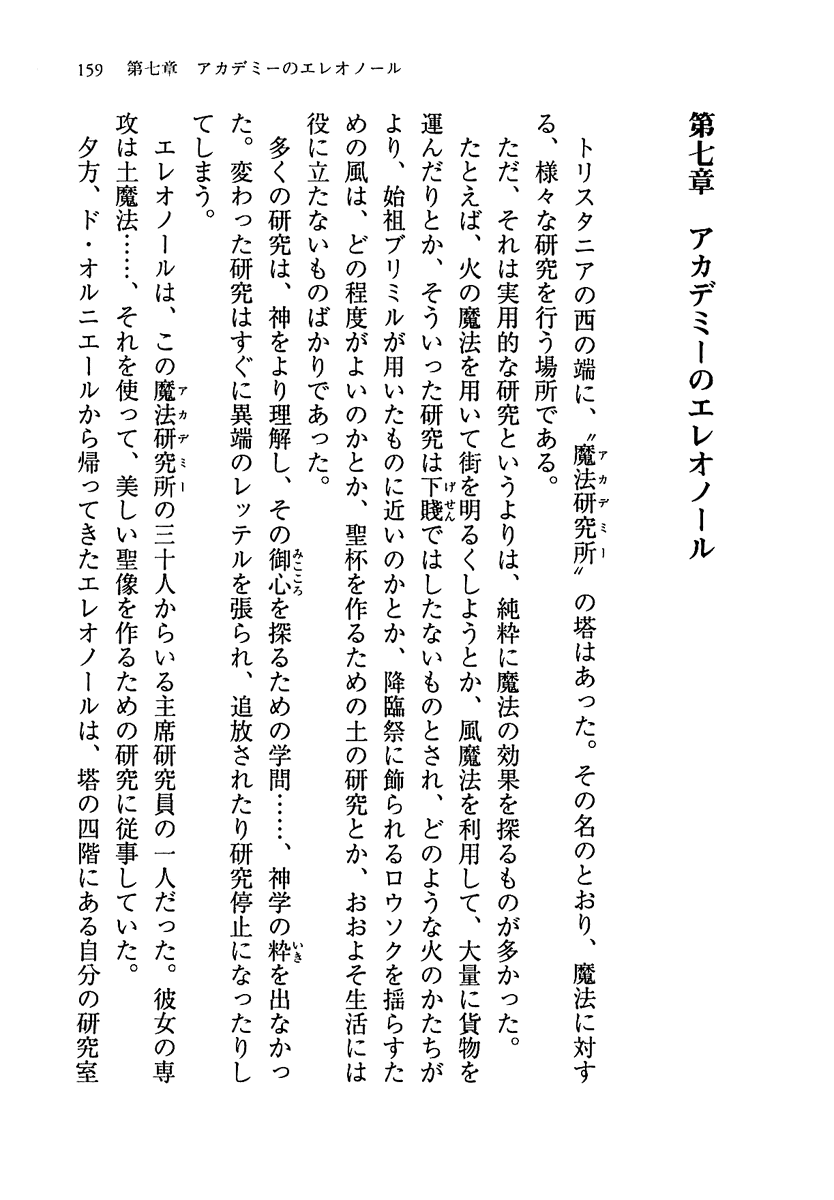 159　第七章　アカデミーのエレオノール
第七章　アカデミーのエレオノール
　トリスタニアの西の端に、〝魔法研究所〟の塔はあった。その名のとおり、魔法に対す
アカデミー
る、様々な研究を行う場所である。
　ただ、それは実用的な研究というよりは、純粋に魔法の効果を探るものが多かった。
　たとえば、火の魔法を用いて街を明るくしようとか、風魔法を利用して、大量に貨物を
運んだりとか、そういった研究は下賤ではしたないものとされ、どのような火のかたちが
げせん
より、始祖ブリミルが用いたものに近いのかとか、降臨祭に飾られるロウソクを揺らすた
めの風は、どの程度がよいのかとか、聖杯を作るための土の研究とか、おおよそ生活には
役に立たないものばかりであった。
　多くの研究は、神をより理解し、その御心を探るための学問……、神学の粋を出なかっ
みこころ
いき
た。変わった研究はすぐに異端のレッテルを張られ、追放されたり研究停止になったりし
てしまう。
　エレオノールは、この魔法研究所の三十人からいる主席研究員の一人だった。彼女の専
アカデミー
攻は土魔法……、それを使って、美しい聖像を作るための研究に従事していた。
　夕方、ド・オルニエールから帰ってきたエレオノールは、塔の四階にある自分の研究室